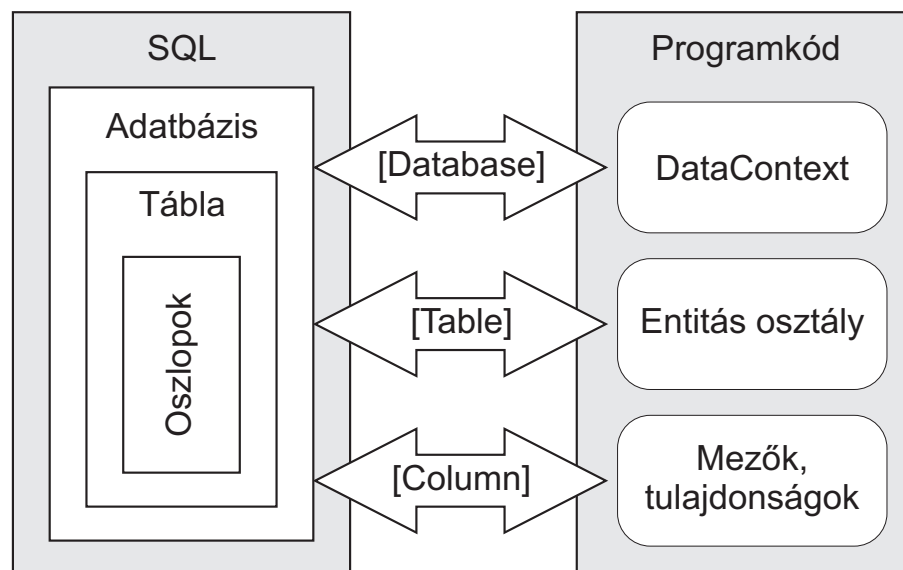 SQL
Adatbázis
Tábla
Oszlopok
[Database]
[Table]
[Column]
Programkód
DataContext
Entitás osztály
Mezők,
tulajdonságok